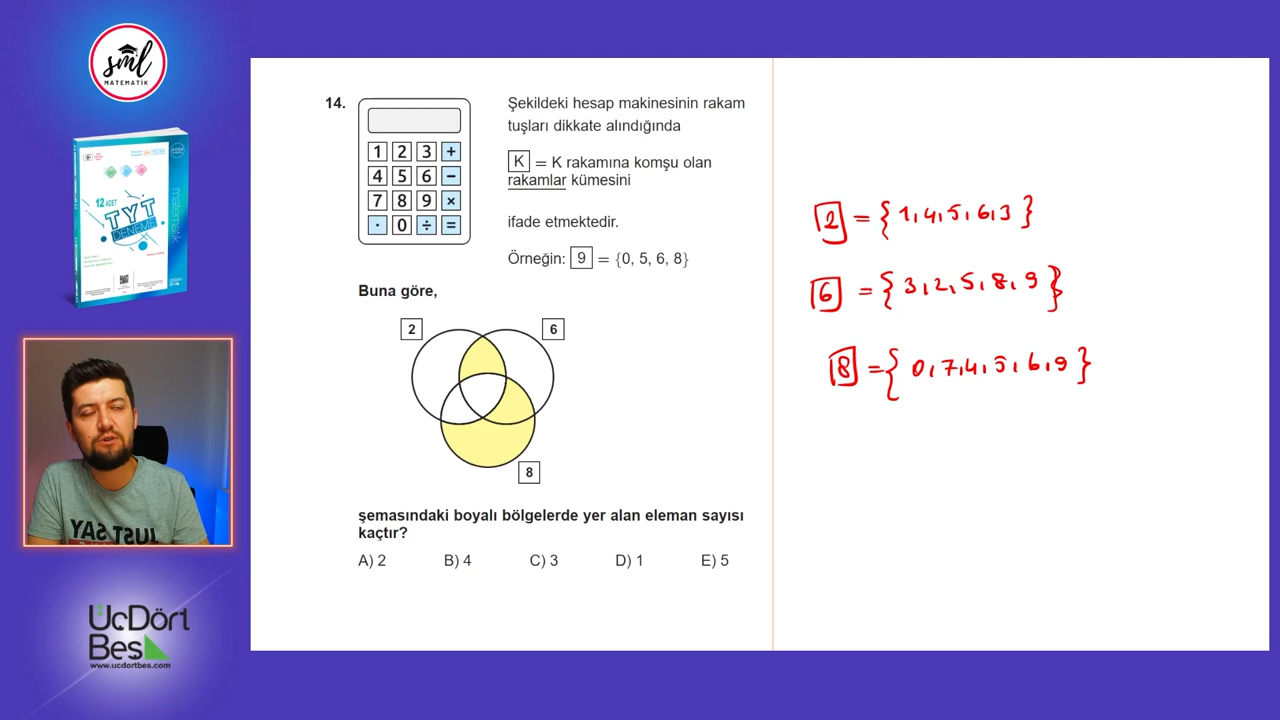 sml
MATEMATİK
12 ADET
TYT
DENEME
matematik
14.
1 2 3 +
4 5 6 −
7 8 9 ×
· 0 ÷ =
Şekildeki hesap makinesinin rakam
tuşları dikkate alındığında
K = K rakamına komşu olan
rakamlar kümesini
ifade etmektedir.
Örneğin: 9 = {0, 5, 6, 8}
Buna göre,
2
6
8
şemasındaki boyalı bölgelerde yer alan eleman sayısı
kaçtır?
A) 2 B) 4 C) 3 D) 1 E) 5
2 = {1,4,5,6,3}
6 = {3,2,5,8,9}
8 = {0,7,4,5,6,9}
JUST SAY
ÜcDört
Beş
www.ucdortbes.com